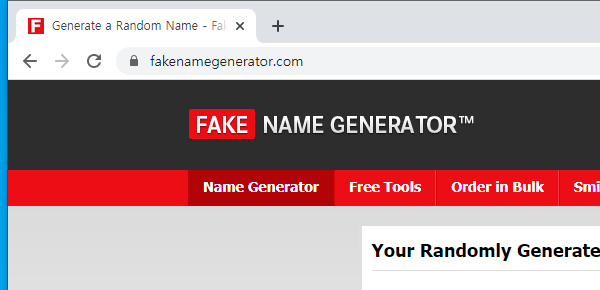 Generate a Random Name - Fak
fakenamegenerator.com
FAKE NAME GENERATOR™
Name Generator Free Tools Order in Bulk Smi
Your Randomly Generate